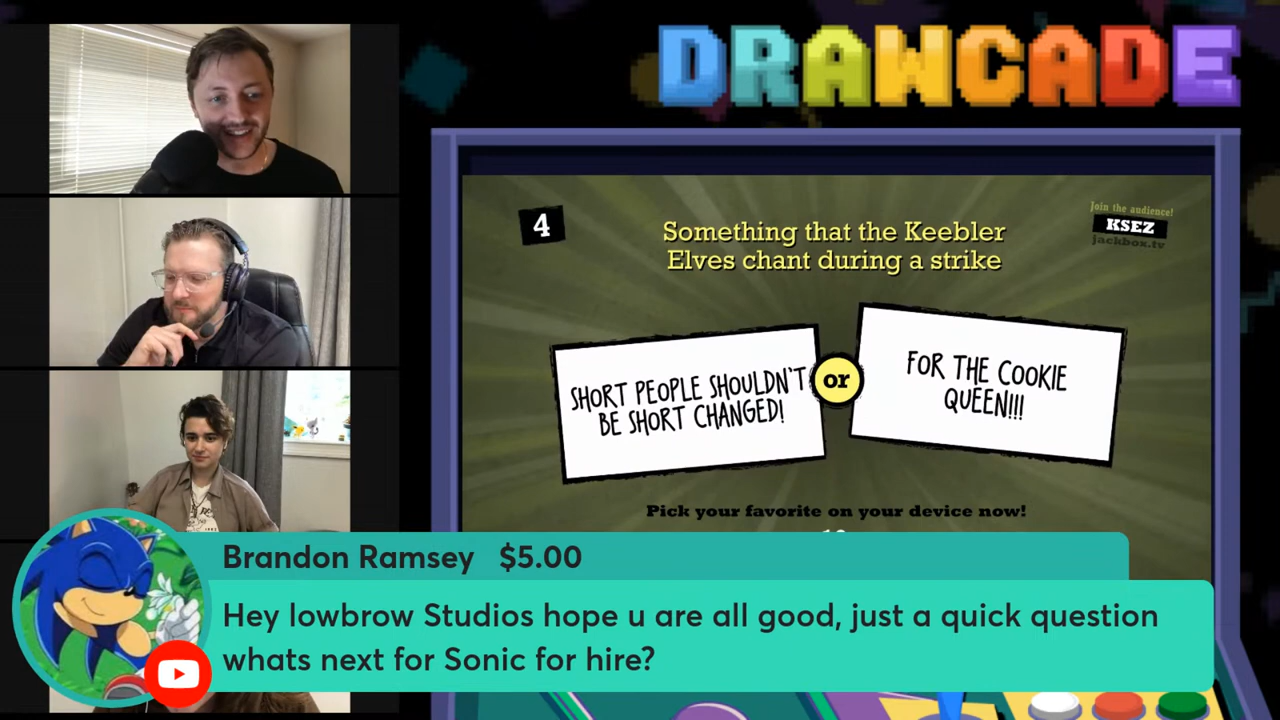 DRAWCADE
4
Something that the Keebler
Elves chant during a strike
Join the audience!
KSEZ
jackbox.tv
SHORT PEOPLE SHOULDN'T
BE SHORT CHANGED!
or
FOR THE COOKIE
QUEEN!!!
Pick your favorite on your device now!
Brandon Ramsey $5.00
Hey lowbrow Studios hope u are all good, just a quick question
whats next for Sonic for hire?